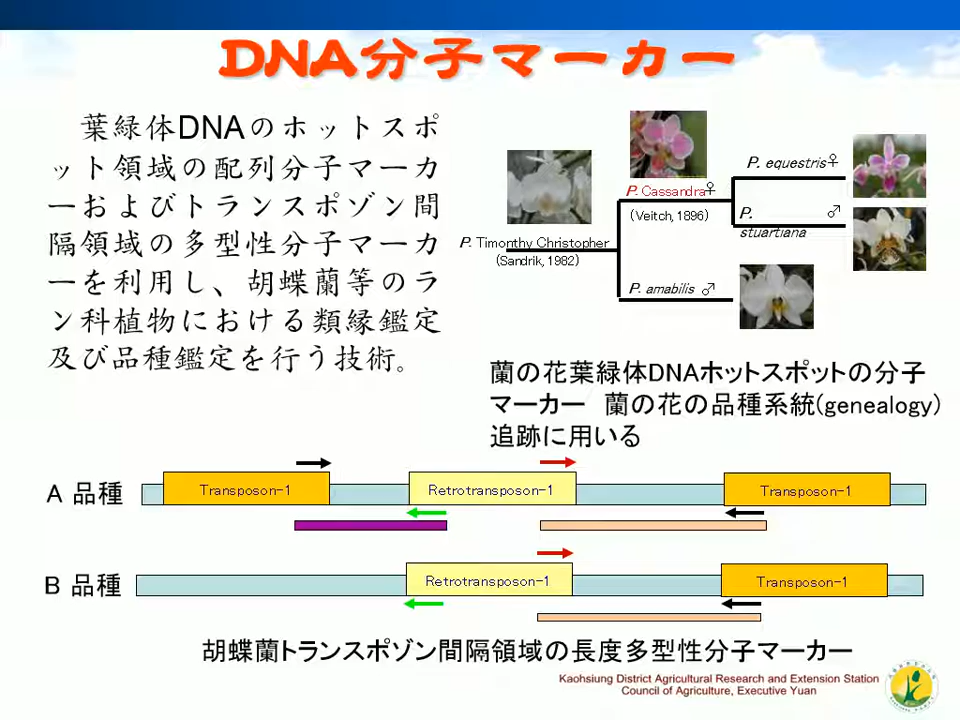 DNA分子マーカー
葉緑体DNAのホットスポ
ット領域の配列分子マーカ
ーおよびトランスポゾン間
隔領域の多型性分子マーカ
ーを利用し、胡蝶蘭等のラ
ン科植物における類縁鑑定
及び品種鑑定を行う技術。
P. equestris♀
P. Cassandra♀
(Veitch, 1896)
P. ♂
stuartiana
P. Timonthy Christopher
(Sandrik, 1982)
P. amabilis ♂
蘭の花葉緑体DNAホットスポットの分子
マーカー 蘭の花の品種系統(genealogy)
追跡に用いる
A 品種
Transposon-1
Retrotransposon-1
Transposon-1
B 品種
Retrotransposon-1
Transposon-1
胡蝶蘭トランスポゾン間隔領域の長度多型性分子マーカー
Kaohsiung District Agricultural Research and Extension Station
Council of Agriculture, Executive Yuan